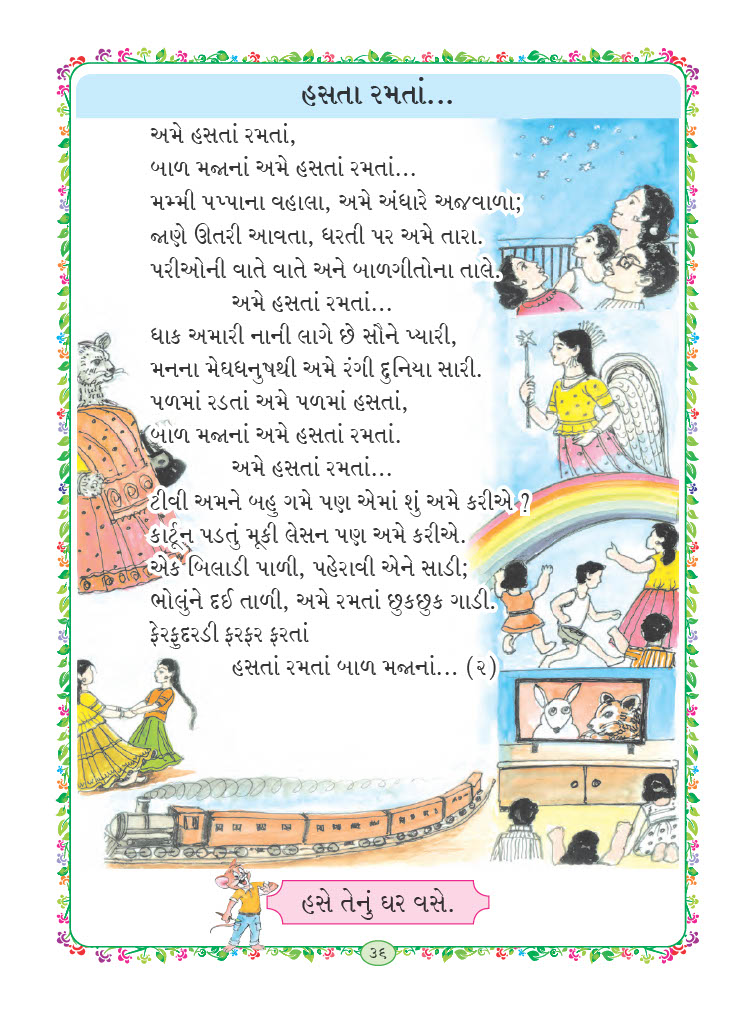 હસતા રમતાં...
અમે હસતાં રમતાં,
બાળ મજાનાં અમે હસતાં રમતાં...
મમ્મી પપ્પાના વહાલા, અમે અંધારે અજવાળા;
જાણે ઊતરી આવતા, ધરતી પર અમે તારા.
પરીઓની વાતે વાતે અને બાળગીતોના તાલે.
અમે હસતાં રમતાં...
ધાક અમારી નાની લાગે છે સૌને પ્યારી,
મનના મેઘધનુષથી અમે રંગી દુનિયા સારી.
પળમાં રડતાં અમે પળમાં હસતાં,
બાળ મજાનાં અમે હસતાં રમતાં.
અમે હસતાં રમતાં...
ટીવી અમને બહુ ગમે પણ એમાં શું અમે કરીએ ?
કાર્ટૂન પડતું મૂકી લેસન પણ અમે કરીએ.
એક બિલાડી પાળી, પહેરાવી એને સાડી;
ભોલુંને દઈ તાળી, અમે રમતાં છુકછુક ગાડી.
ફેરફુદરડી ફરફર ફરતાં
હસતાં રમતાં બાળ મજાનાં... (૨)
હસે તેનું ઘર વસે.
૩૬